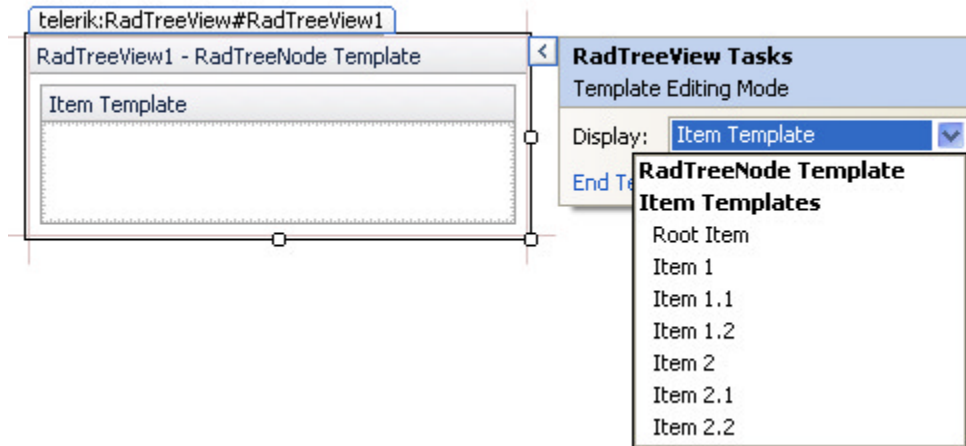 telerik:RadTreeView#RadTreeView1
RadTreeView1 - RadTreeNode Template
Item Template
<
RadTreeView Tasks
Template Editing Mode
Display: Item Template
End Te
RadTreeNode Template
Item Templates
Root Item
Item 1
Item 1.1
Item 1.2
Item 2
Item 2.1
Item 2.2